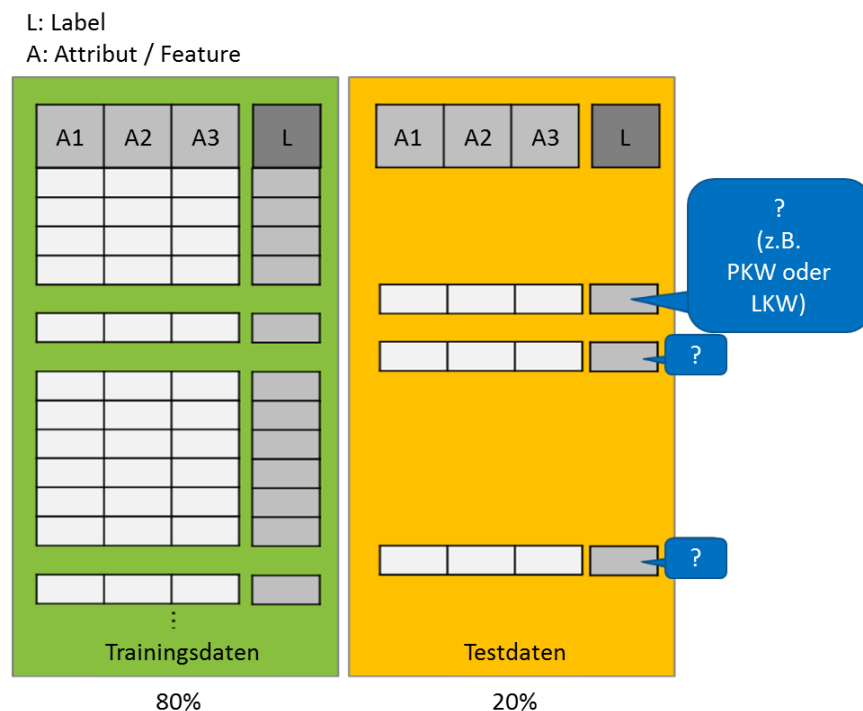 L: Label
A: Attribut / Feature
A1 A2 A3 L
A1 A2 A3 L
?
(z.B.
PKW oder
LKW)
?
?
⋮
Trainingsdaten
Testdaten
80%
20%